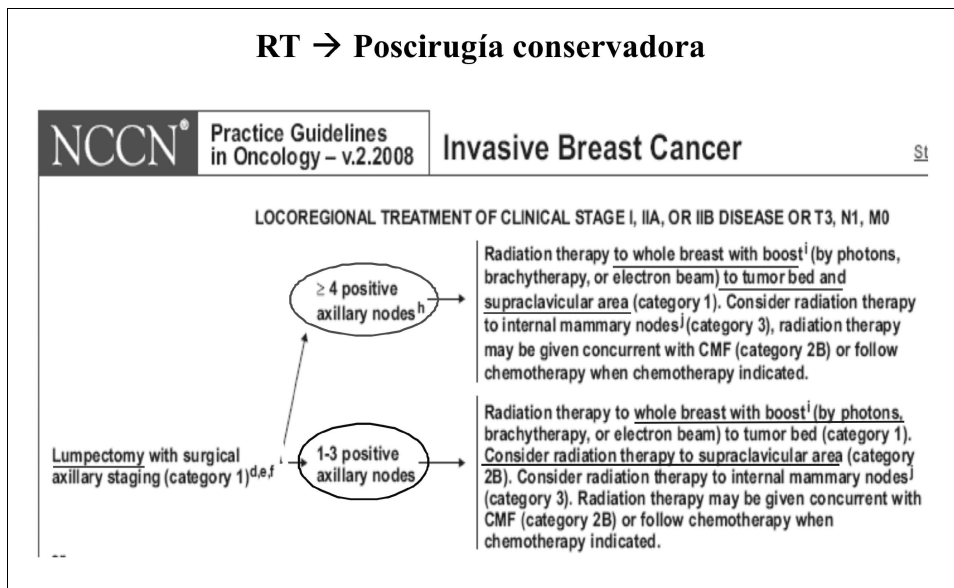 RT → Poscirugía conservadora
NCCN®
Practice Guidelines
in Oncology – v.2.2008
Invasive Breast Cancer
St
LOCOREGIONAL TREATMENT OF CLINICAL STAGE I, IIA, OR IIB DISEASE OR T3, N1, M0
≥ 4 positive
axillary nodesh
Radiation therapy to whole breast with boosti (by photons,
brachytherapy, or electron beam) to tumor bed and
supraclavicular area (category 1). Consider radiation therapy
to internal mammary nodesj (category 3), radiation therapy
may be given concurrent with CMF (category 2B) or follow
chemotherapy when chemotherapy indicated.
Lumpectomy with surgical
axillary staging (category 1)d,e,f
1-3 positive
axillary nodes
Radiation therapy to whole breast with boosti (by photons,
brachytherapy, or electron beam) to tumor bed (category 1).
Consider radiation therapy to supraclavicular area (category
2B). Consider radiation therapy to internal mammary nodesj
(category 3). Radiation therapy may be given concurrent with
CMF (category 2B) or follow chemotherapy when
chemotherapy indicated.